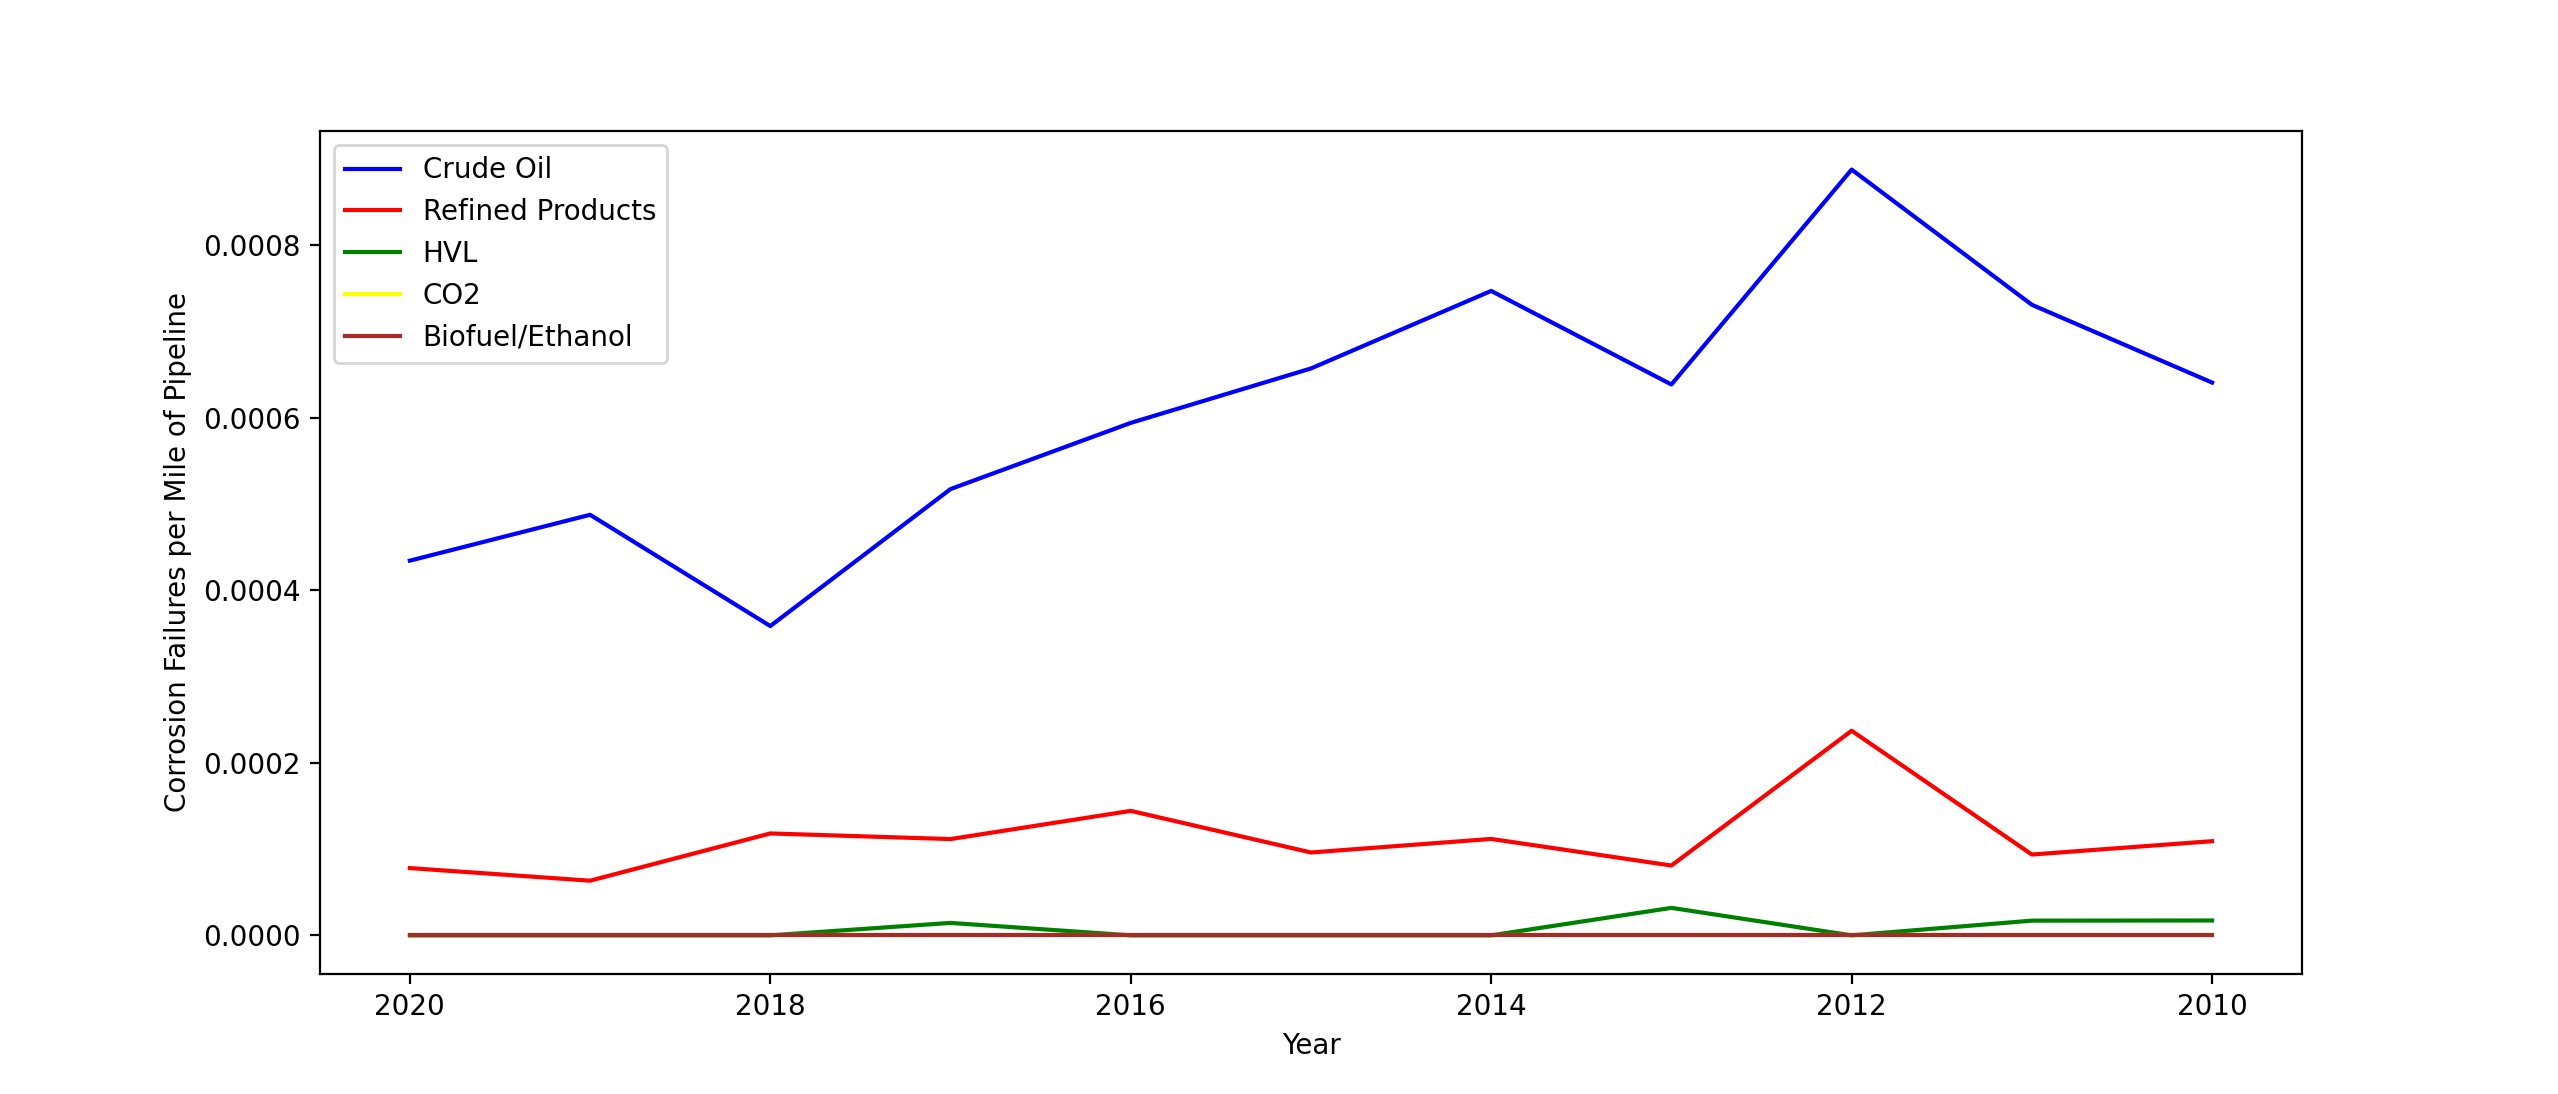 Crude Oil
Refined Products
HVL
CO2
Biofuel/Ethanol
Corrosion Failures per Mile of Pipeline
0.0008
0.0006
0.0004
0.0002
0.0000
2020 2018 2016 2014 2012 2010
Year